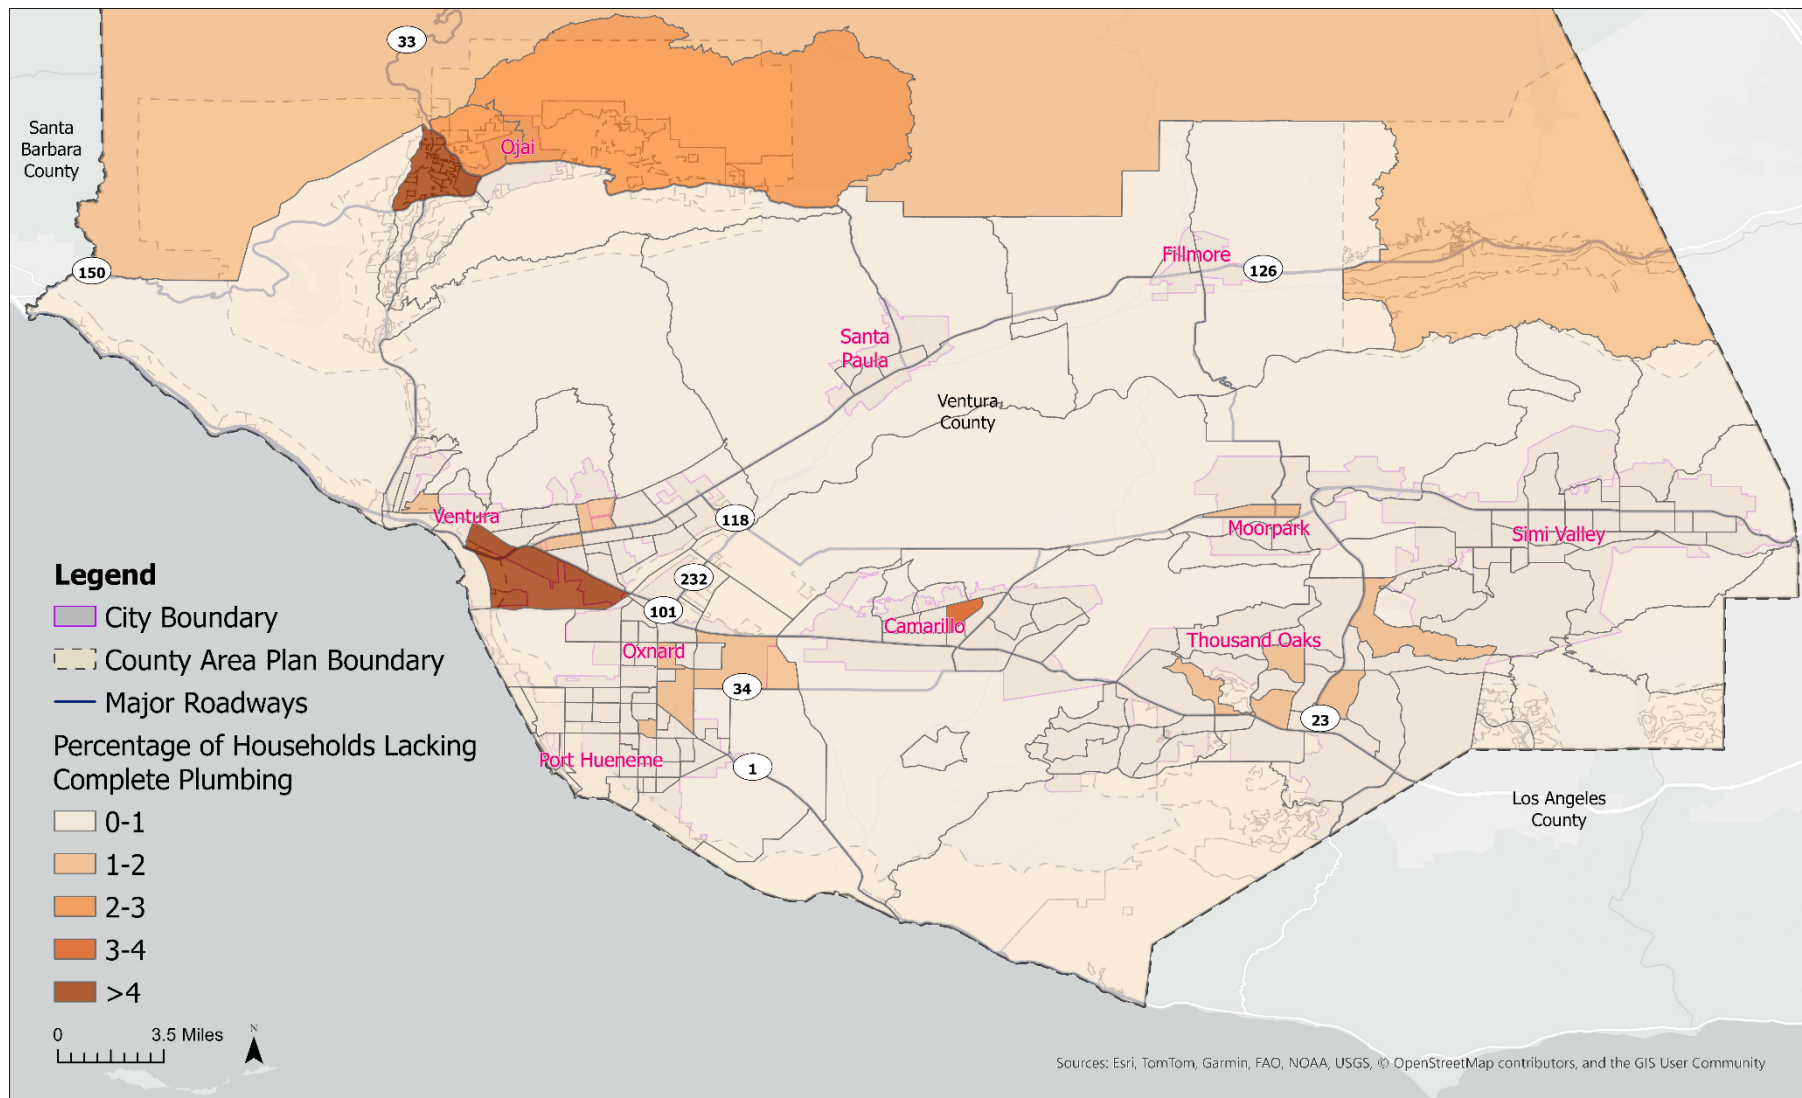 33
Santa
Barbara
County
Ojai
150
Fillmore
126
Santa
Paula
Ventura
County
Ventura
118
Moorpark
Simi Valley
232
101
Camarillo
Thousand Oaks
Oxnard
34
23
Port Hueneme
1
Los Angeles
County
Legend
City Boundary
County Area Plan Boundary
Major Roadways
Percentage of Households Lacking
Complete Plumbing
0-1
1-2
2-3
3-4
>4
0 3.5 Miles
N
Sources: Esri, TomTom, Garmin, FAO, NOAA, USGS, © OpenStreetMap contributors, and the GIS User Community